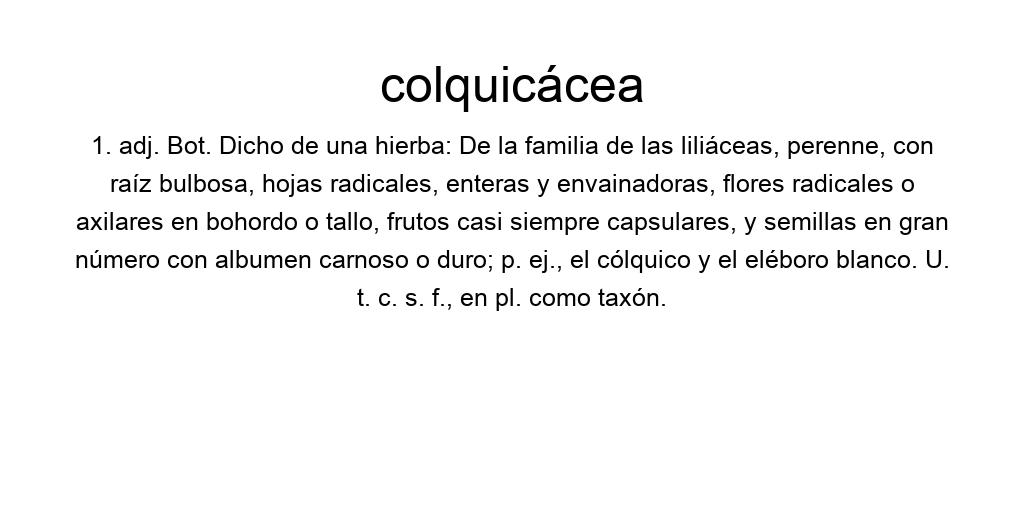 colquicácea
1. adj. Bot. Dicho de una hierba: De la familia de las liliáceas, perenne, con
raíz bulbosa, hojas radicales, enteras y envainadoras, flores radicales o
axilares en bohordo o tallo, frutos casi siempre capsulares, y semillas en gran
número con albumen carnoso o duro; p. ej., el cólquico y el eléboro blanco. U.
t. c. s. f., en pl. como taxón.